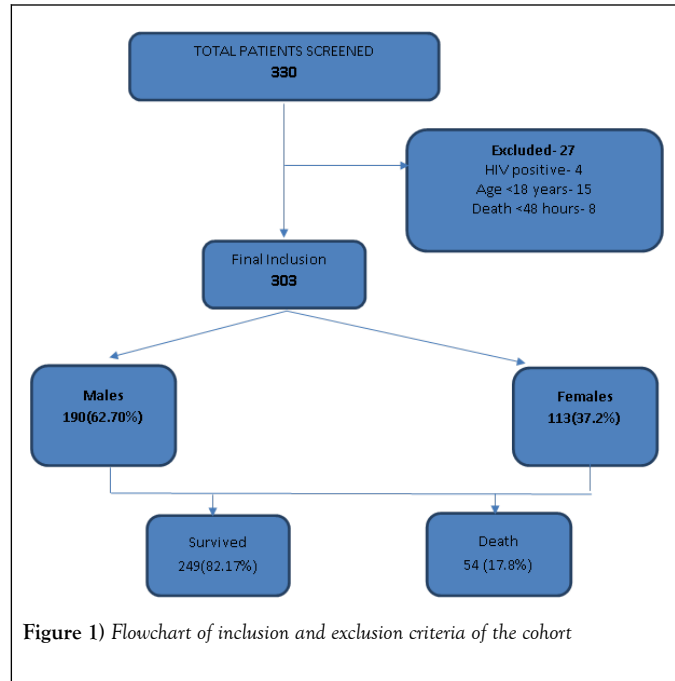 TOTAL PATIENTS SCREENED
330
Excluded- 27
HIV positive- 4
Age <18 years- 15
Death <48 hours- 8
Final Inclusion
303
Males
190(62.70%)
Females
113(37.2%)
Survived
249(82.17%)
Death
54 (17.8%)
Figure 1) Flowchart of inclusion and exclusion criteria of the cohort